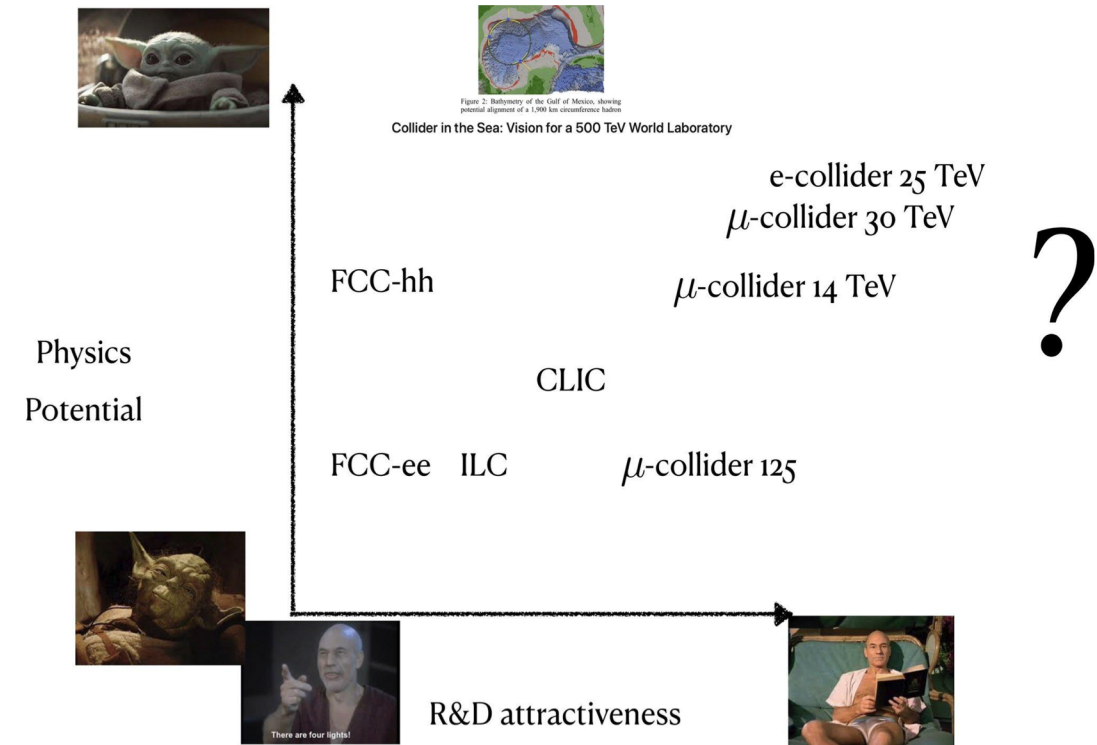 Figure 2: Bathymetry of the Gulf of Mexico, showing
potential alignment of a 1,900 km circumference hadron
Collider in the Sea: Vision for a 500 TeV World Laboratory
e-collider 25 TeV
μ-collider 30 TeV
?
FCC-hh
μ-collider 14 TeV
Physics
Potential
CLIC
FCC-ee
ILC
μ-collider 125
There are four lights!
R&D attractiveness